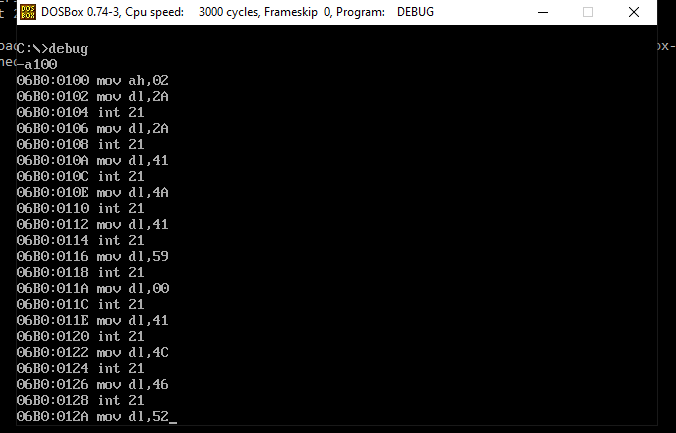 DOSBox 0.74-3, Cpu speed: 3000 cycles, Frameskip 0, Program: DEBUG
C:\>debug
-a100
06B0:0100 mov ah,02
06B0:0102 mov dl,2A
06B0:0104 int 21
06B0:0106 mov dl,2A
06B0:0108 int 21
06B0:010A mov dl,41
06B0:010C int 21
06B0:010E mov dl,4A
06B0:0110 int 21
06B0:0112 mov dl,41
06B0:0114 int 21
06B0:0116 mov dl,59
06B0:0118 int 21
06B0:011A mov dl,00
06B0:011C int 21
06B0:011E mov dl,41
06B0:0120 int 21
06B0:0122 mov dl,4C
06B0:0124 int 21
06B0:0126 mov dl,46
06B0:0128 int 21
06B0:012A mov dl,52_